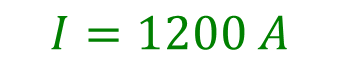 I = 1200 A